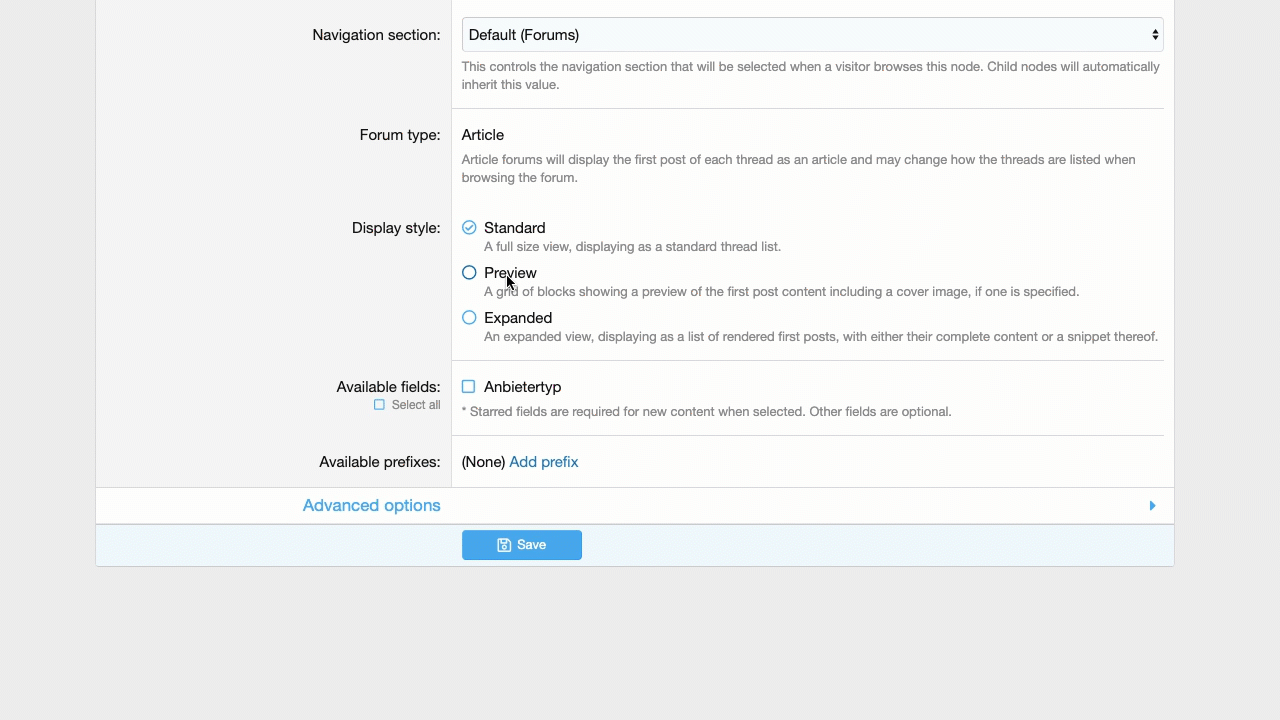 Navigation section:
Default (Forums)
This controls the navigation section that will be selected when a visitor browses this node. Child nodes will automatically
inherit this value.
Forum type:
Article
Article forums will display the first post of each thread as an article and may change how the threads are listed when
browsing the forum.
Display style:
Standard
A full size view, displaying as a standard thread list.
Preview
A grid of blocks showing a preview of the first post content including a cover image, if one is specified.
Expanded
An expanded view, displaying as a list of rendered first posts, with either their complete content or a snippet thereof.
Available fields:
Select all
Anbietertyp
* Starred fields are required for new content when selected. Other fields are optional.
Available prefixes:
(None) Add prefix
Advanced options
Save